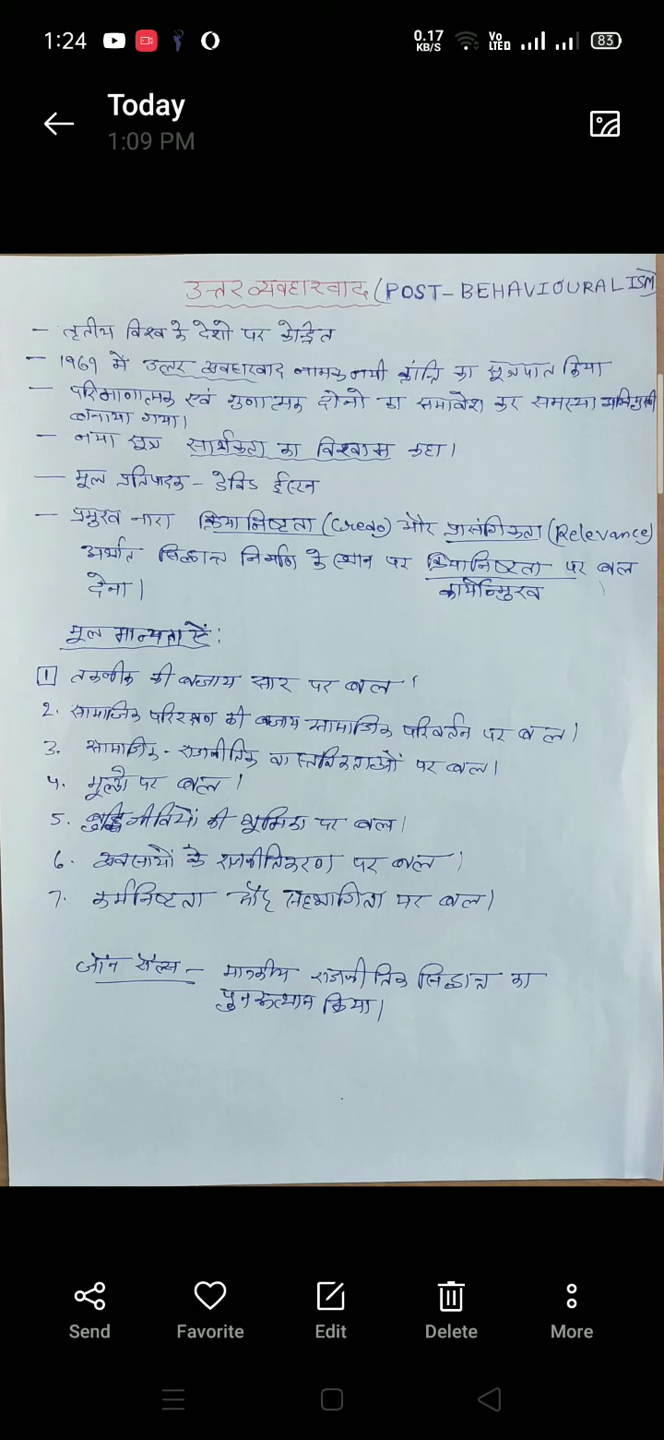 1:24
0.17
KB/S
Vo
LTE
83
Today
1:09 PM
उत्तर व्यवहारवाद (POST-BEHAVIOURALISM)
- तृतीय विश्व के देशो पर केन्द्रित
- 1969 में उत्तर व्यवहारवाद नामक नयी क्रांति का सूत्रपात किया
- परिमाणात्मक एवं गुणात्मक दोनो का समावेश कर समस्या अभिमुखी
बनाया गया।
- नया सूत्र सार्थकता का विश्वास कहा।
- मूल प्रतिपादक - डेविड ईस्टन
- प्रमुख नारा क्रियानिष्ठता (Credo) और प्रासंगिकता (Relevance)
अर्थात सिद्धान्त निर्माण के स्थान पर क्रियानिष्ठता पर बल
देना। कार्योन्मुख
मूल मान्यताऐं:
1 तकनीक की बजाय सार पर बल।
2. सामाजिक परिरक्षण की बजाय सामाजिक परिवर्तन पर बल।
3. सामाजिक-राजनीतिक वास्तविकताओं पर बल।
4. मूल्यो पर बल।
5. बुद्धिजीवियों की भूमिका पर बल।
6. व्यवसायों के राजनीतिकरण पर बल।
7. कर्मनिष्ठता और सहभागिता पर बल।
जॉन रॉल्स - मानकीय राजनीतिक सिद्धान्त का
पुनरूत्थान किया।
Send
Favorite
Edit
Delete
More